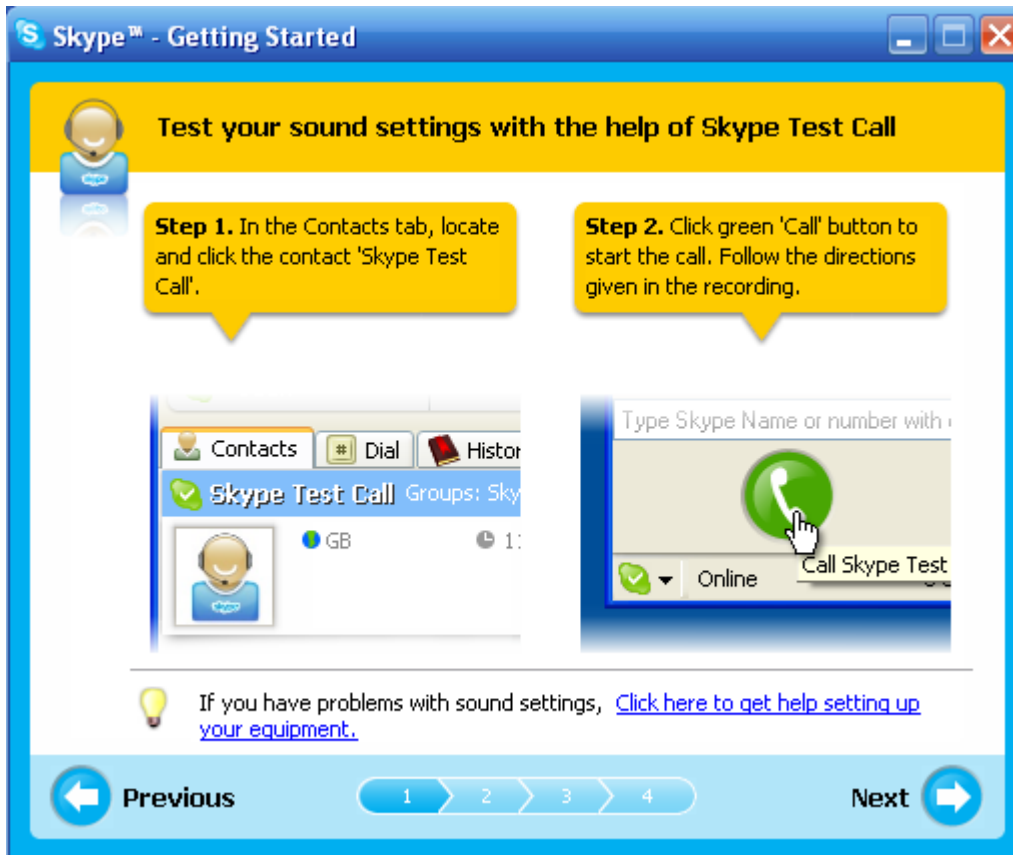 Skype™ - Getting Started
Test your sound settings with the help of Skype Test Call
Step 1. In the Contacts tab, locate
and click the contact 'Skype Test
Call'.
Step 2. Click green 'Call' button to
start the call. Follow the directions
given in the recording.
Contacts
Dial
Histor
Skype Test Call Groups: Sky
GB
11
Type Skype Name or number with
Call Skype Test
Online
If you have problems with sound settings, Click here to get help setting up
your equipment.
Previous
1 2 3 4
Next